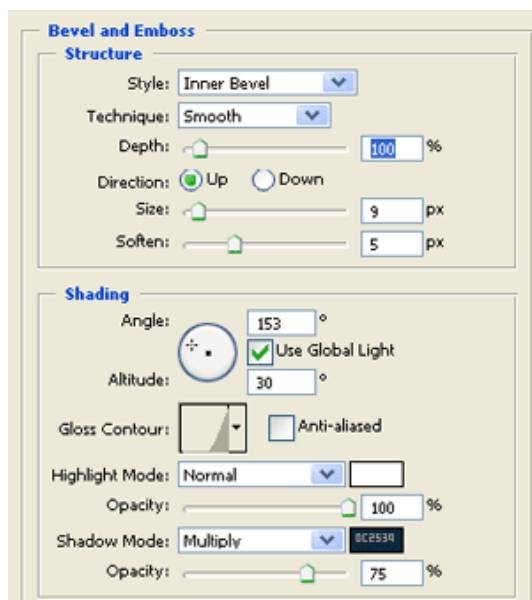 Bevel and Emboss
Structure
Style: Inner Bevel
Technique: Smooth
Depth: 100 %
Direction: Up Down
Size: 9 px
Soften: 5 px
Shading
Angle: 153 °
Use Global Light
Altitude: 30 °
Gloss Contour: Anti-aliased
Highlight Mode: Normal
Opacity: 100 %
Shadow Mode: Multiply 0C2534
Opacity: 75 %